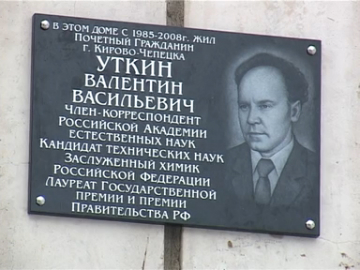 В этом доме с 1985-2008г. жил
Почетный Гражданин
г. Кирово-Чепецка
УТКИН
ВАЛЕНТИН
ВАСИЛЬЕВИЧ
Член-корреспондент
Российской Академии
естественных наук
Кандидат технических наук
Заслуженный химик
Российской Федерации
Лауреат Государственной
премии и премии
Правительства РФ